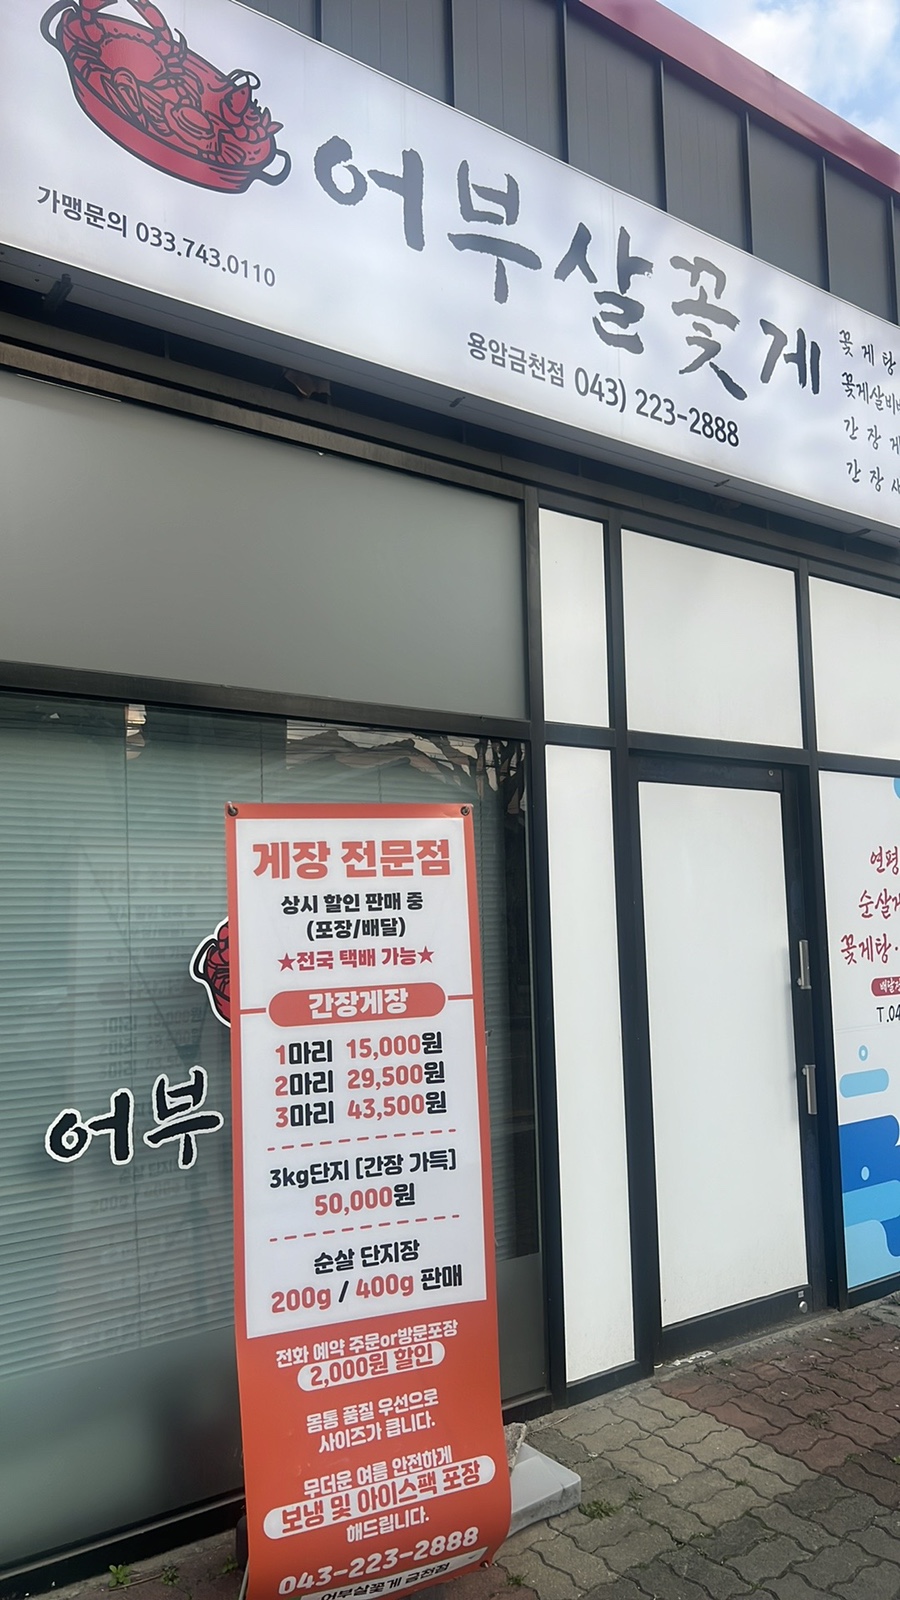 어부살꽃게
가맹문의 033.743.0110
용암금천점 043) 223-2888
꽃게탕
꽃게살비
간장게
간장새
게장 전문점
상시 할인 판매 중
(포장/배달)
★전국 택배 가능★
간장게장
1마리 15,000원
2마리 29,500원
3마리 43,500원
3kg단지 [간장 가득]
50,000원
순살 단지장
200g / 400g 판매
전화 예약 주문or방문포장
2,000원 할인
몸통 품질 우선으로
사이즈가 큽니다.
무더운 여름 안전하게
보냉 및 아이스팩 포장
해드립니다.
043-223-2888
어부살꽃게 금천점
어부
연평
순살게
꽃게탕·
T.04